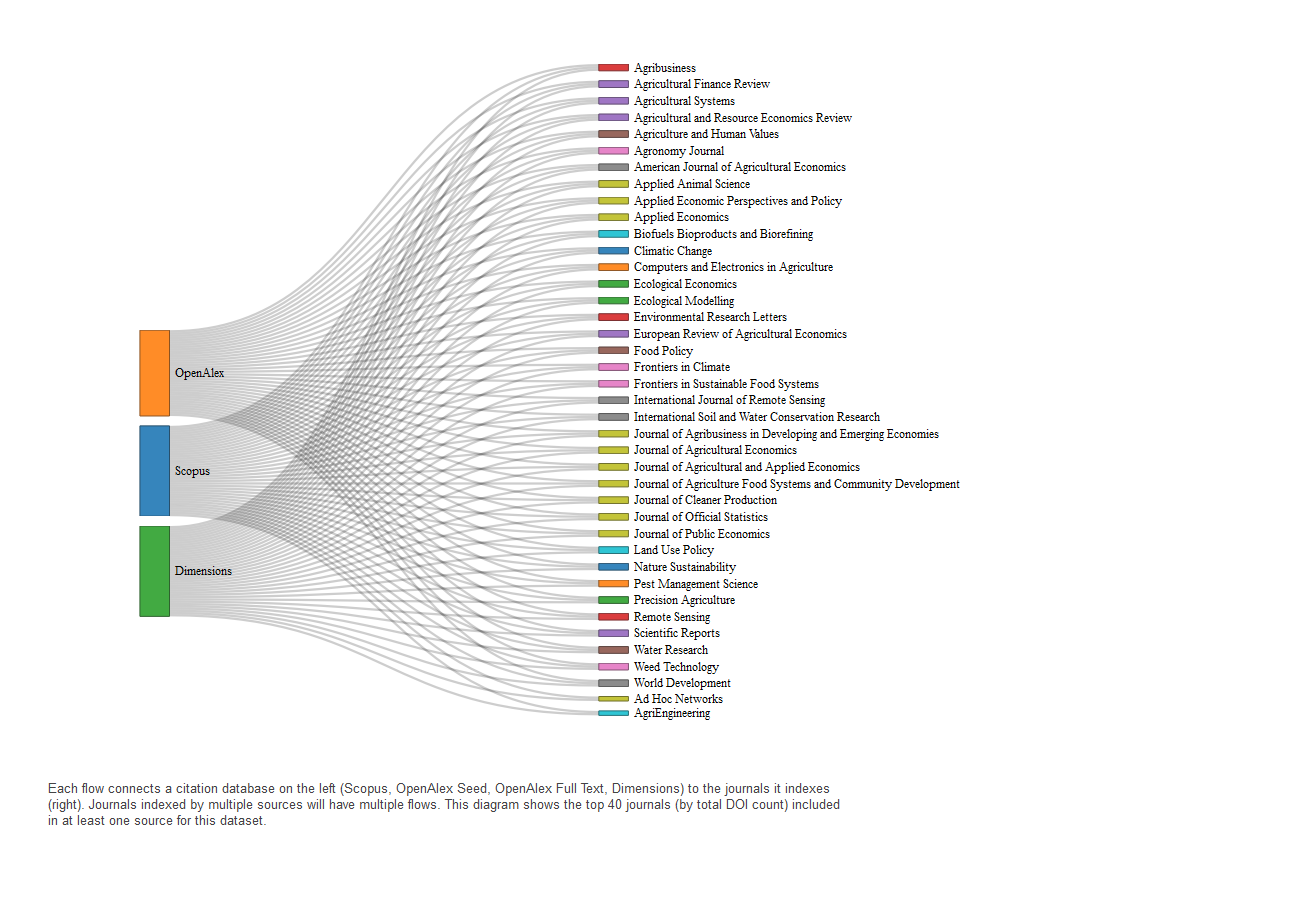 OpenAlex
Scopus
Dimensions
Agribusiness
Agricultural Finance Review
Agricultural Systems
Agricultural and Resource Economics Review
Agriculture and Human Values
Agronomy Journal
American Journal of Agricultural Economics
Applied Animal Science
Applied Economic Perspectives and Policy
Applied Economics
Biofuels Bioproducts and Biorefining
Climatic Change
Computers and Electronics in Agriculture
Ecological Economics
Ecological Modelling
Environmental Research Letters
European Review of Agricultural Economics
Food Policy
Frontiers in Climate
Frontiers in Sustainable Food Systems
International Journal of Remote Sensing
International Soil and Water Conservation Research
Journal of Agribusiness in Developing and Emerging Economies
Journal of Agricultural Economics
Journal of Agricultural and Applied Economics
Journal of Agriculture Food Systems and Community Development
Journal of Cleaner Production
Journal of Official Statistics
Journal of Public Economics
Land Use Policy
Nature Sustainability
Pest Management Science
Precision Agriculture
Remote Sensing
Scientific Reports
Water Research
Weed Technology
World Development
Ad Hoc Networks
AgriEngineering
Each flow connects a citation database on the left (Scopus, OpenAlex Seed, OpenAlex Full Text, Dimensions) to the journals it indexes
(right). Journals indexed by multiple sources will have multiple flows. This diagram shows the top 40 journals (by total DOI count) included
in at least one source for this dataset.